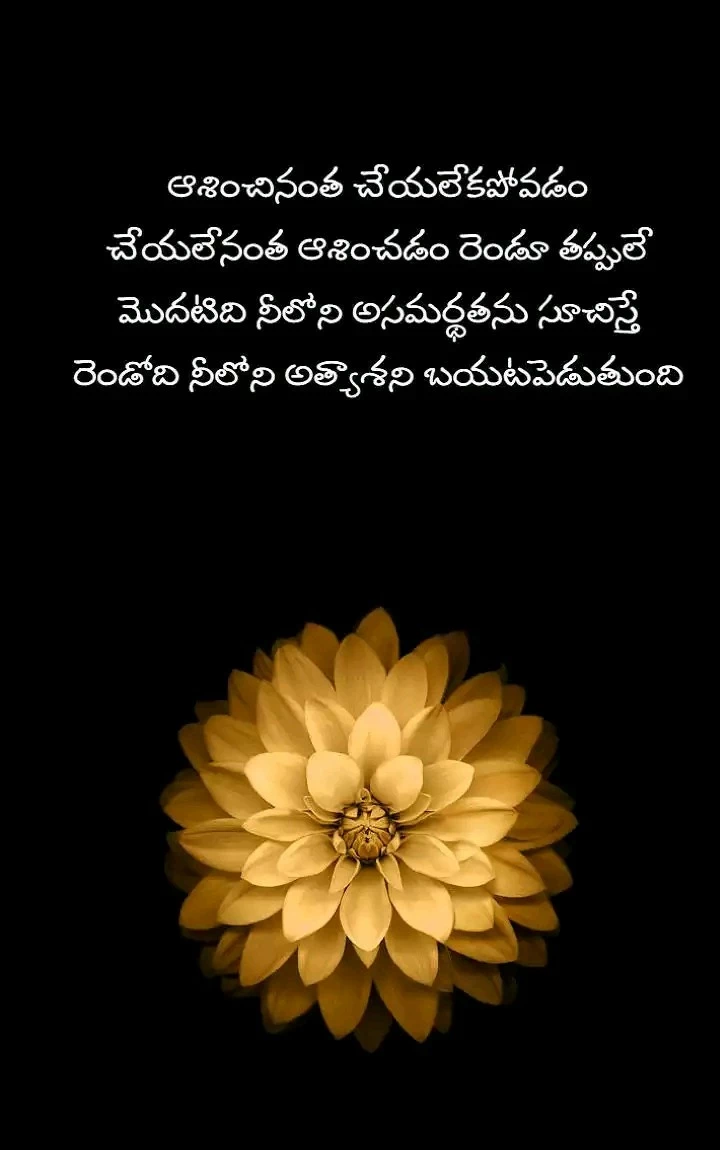 ఆశించినంత చేయలేకపోవడం
చేయలేనంత ఆశించడం రెండూ తప్పులే
మొదటిది నీలోని అసమర్థతను సూచిస్తే
రెండోది నీలోని అత్యాశని బయటపెడుతుంది